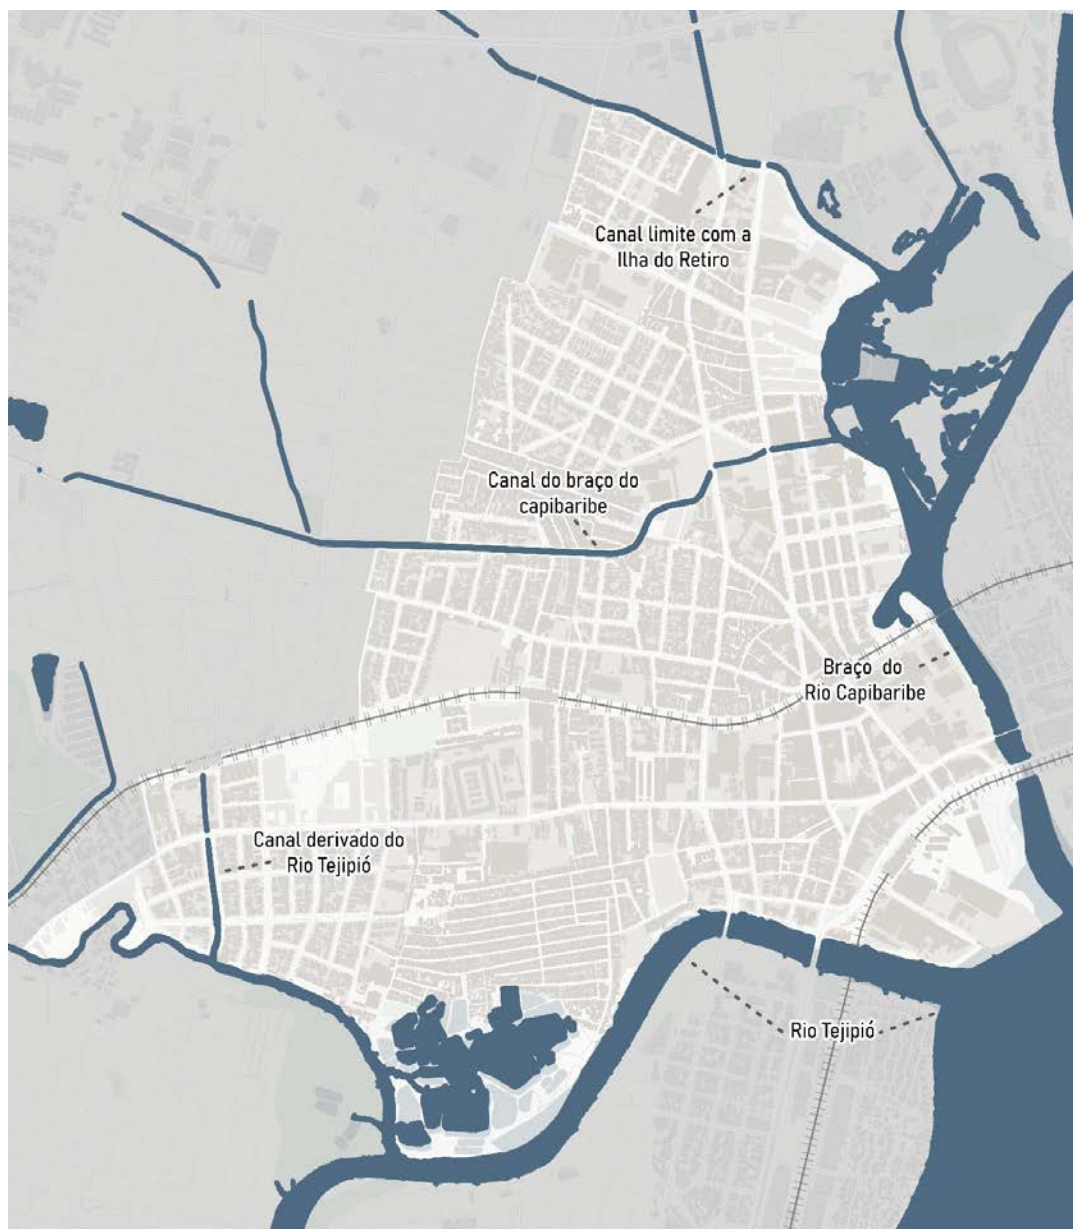 Canal limite com a
Ilha do Retiro
Canal do braço do
capibaribe
Braço do
Rio Capibaribe
Canal derivado do
Rio Tejipió
Rio Tejipió